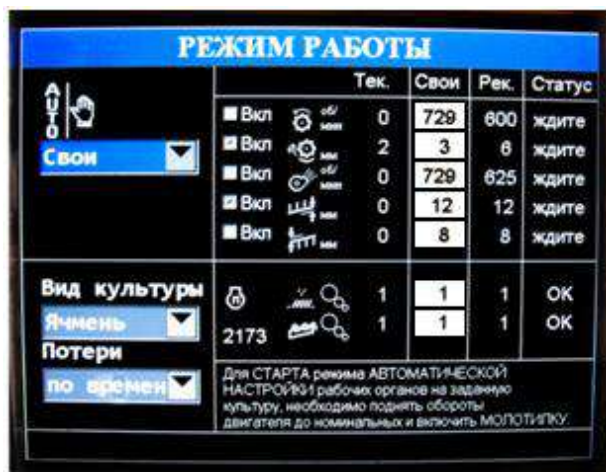 РЕЖИМ РАБОТЫ
AUTO
Тек. Свои Рек. Статус
Вкл об/мин 0 729 600 ждите
Свои
Вкл мм 2 3 6 ждите
Вкл об/мин 0 729 625 ждите
Вкл мм 0 12 12 ждите
Вкл мм 0 8 8 ждите
Вид культуры
Ячмень
Потери
по времен
п 1 1 1 ОК
2173 1 1 1 ОК
Для СТАРТА режима АВТОМАТИЧЕСКОЙ
НАСТРОЙКИ рабочих органов на заданную
культуру, необходимо поднять обороты
двигателя до номинальных и включить МОЛОТИЛКУ.